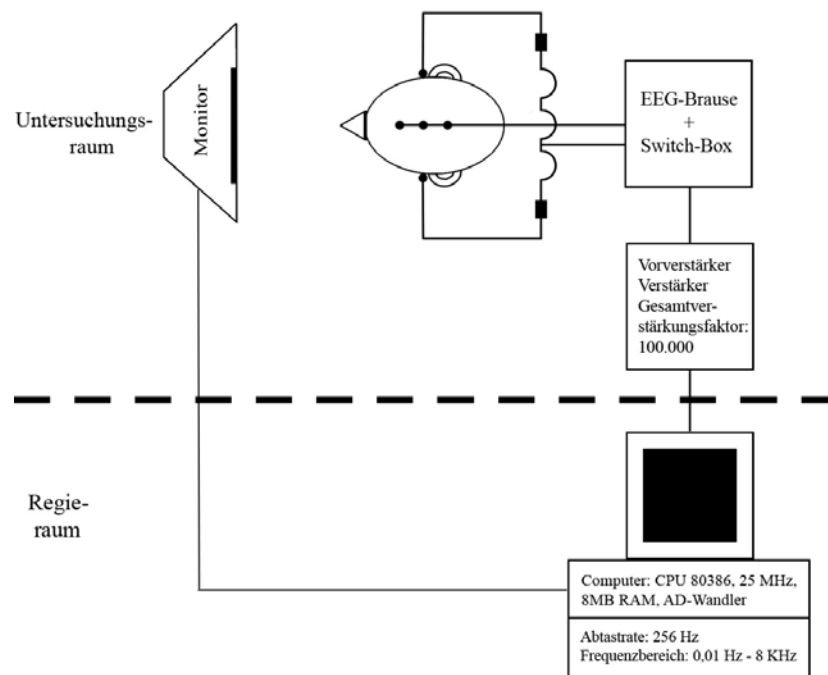 Untersuchungs-
raum
Monitor
EEG-Brause
+
Switch-Box
Vorverstärker
Verstärker
Gesamtver-
stärkungsfaktor:
100.000
Regie-
raum
Computer: CPU 80386, 25 MHz,
8MB RAM, AD-Wandler
Abtastrate: 256 Hz
Frequenzbereich: 0,01 Hz - 8 KHz